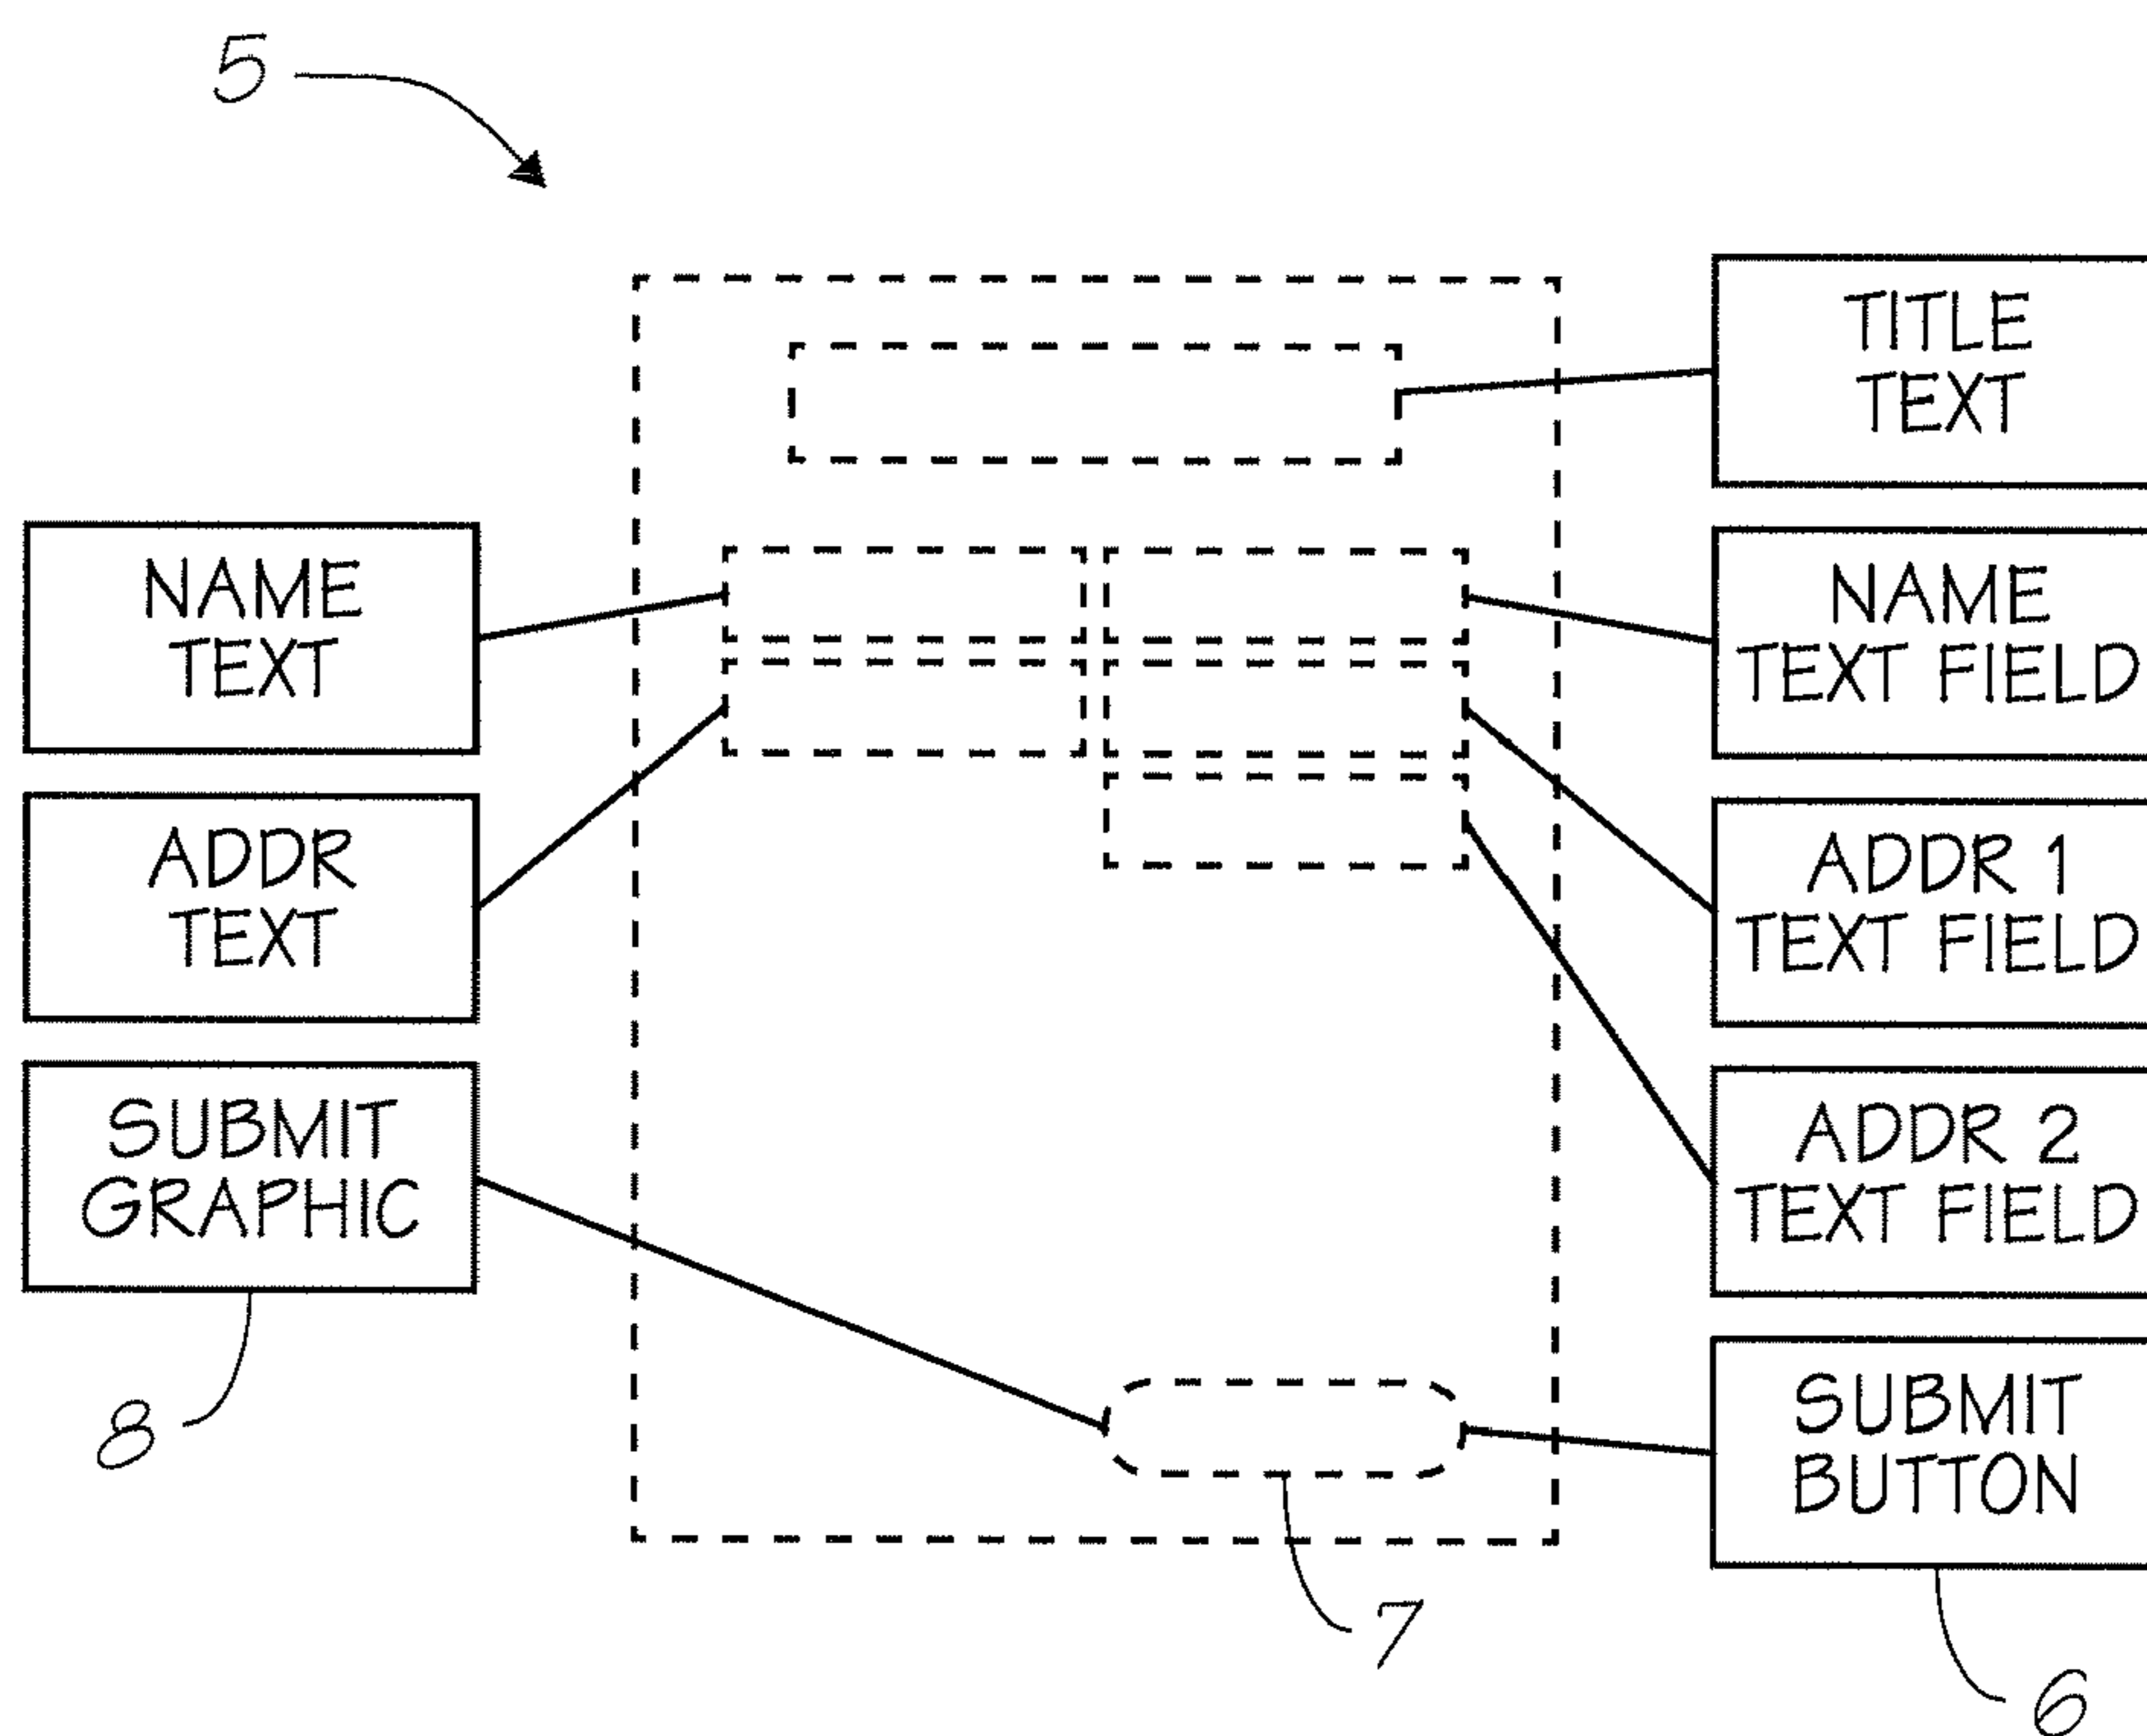 5
TITLE
TEXT
NAME
TEXT
NAME
TEXT FIELD
ADDR
TEXT
ADDR 1
TEXT FIELD
SUBMIT
GRAPHIC
ADDR 2
TEXT FIELD
8
SUBMIT
BUTTON
7
6